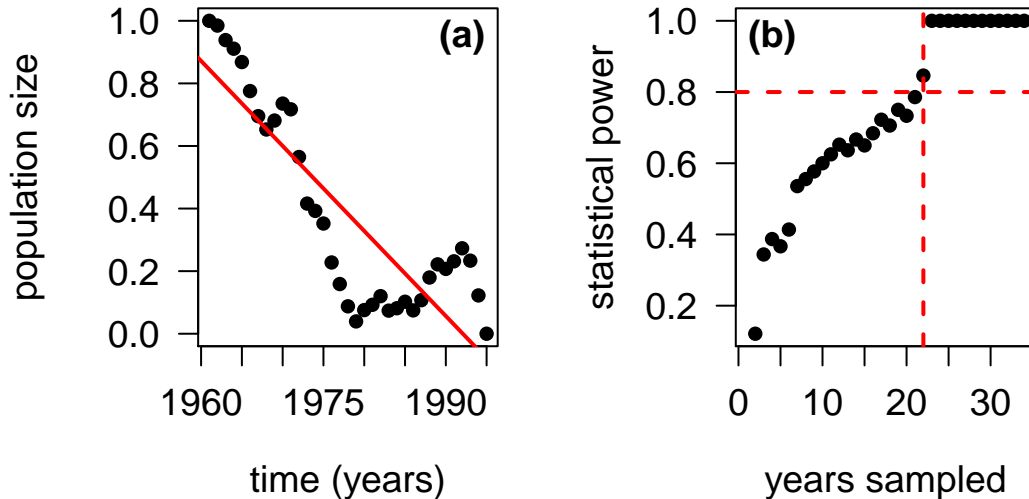 (a)
population size
1.0
0.8
0.6
0.4
0.2
0.0
1960 1975 1990
time (years)
(b)
statistical power
1.0
0.8
0.6
0.4
0.2
0 10 20 30
years sampled